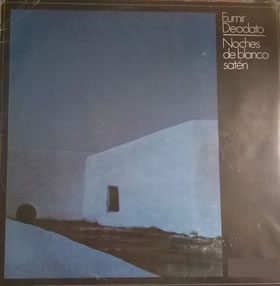 Eumir
Deodato
Noches
de blanco
satén